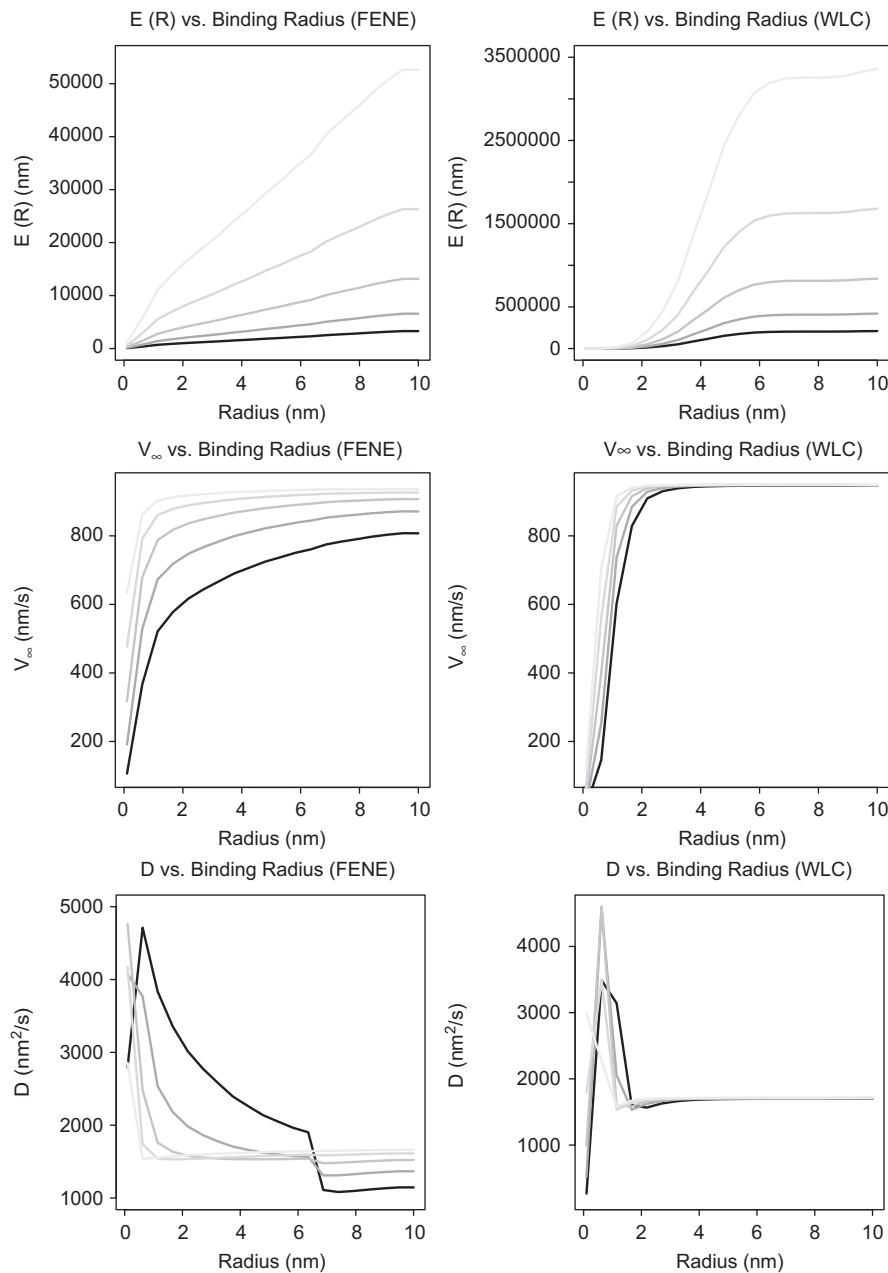 E (R) vs. Binding Radius (FENE)
50000
40000
30000
20000
10000
0
E (R) (nm)
0 2 4 6 8 10
Radius (nm)
E (R) vs. Binding Radius (WLC)
3500000
2500000
1500000
500000
0
E (R) (nm)
0 2 4 6 8 10
Radius (nm)
V∞ vs. Binding Radius (FENE)
800
600
400
200
V∞ (nm/s)
0 2 4 6 8 10
Radius (nm)
V∞ vs. Binding Radius (WLC)
800
600
400
200
V∞ (nm/s)
0 2 4 6 8 10
Radius (nm)
D vs. Binding Radius (FENE)
5000
4000
3000
2000
1000
D (nm²/s)
0 2 4 6 8 10
Radius (nm)
D vs. Binding Radius (WLC)
4000
3000
2000
1000
D (nm²/s)
0 2 4 6 8 10
Radius (nm)